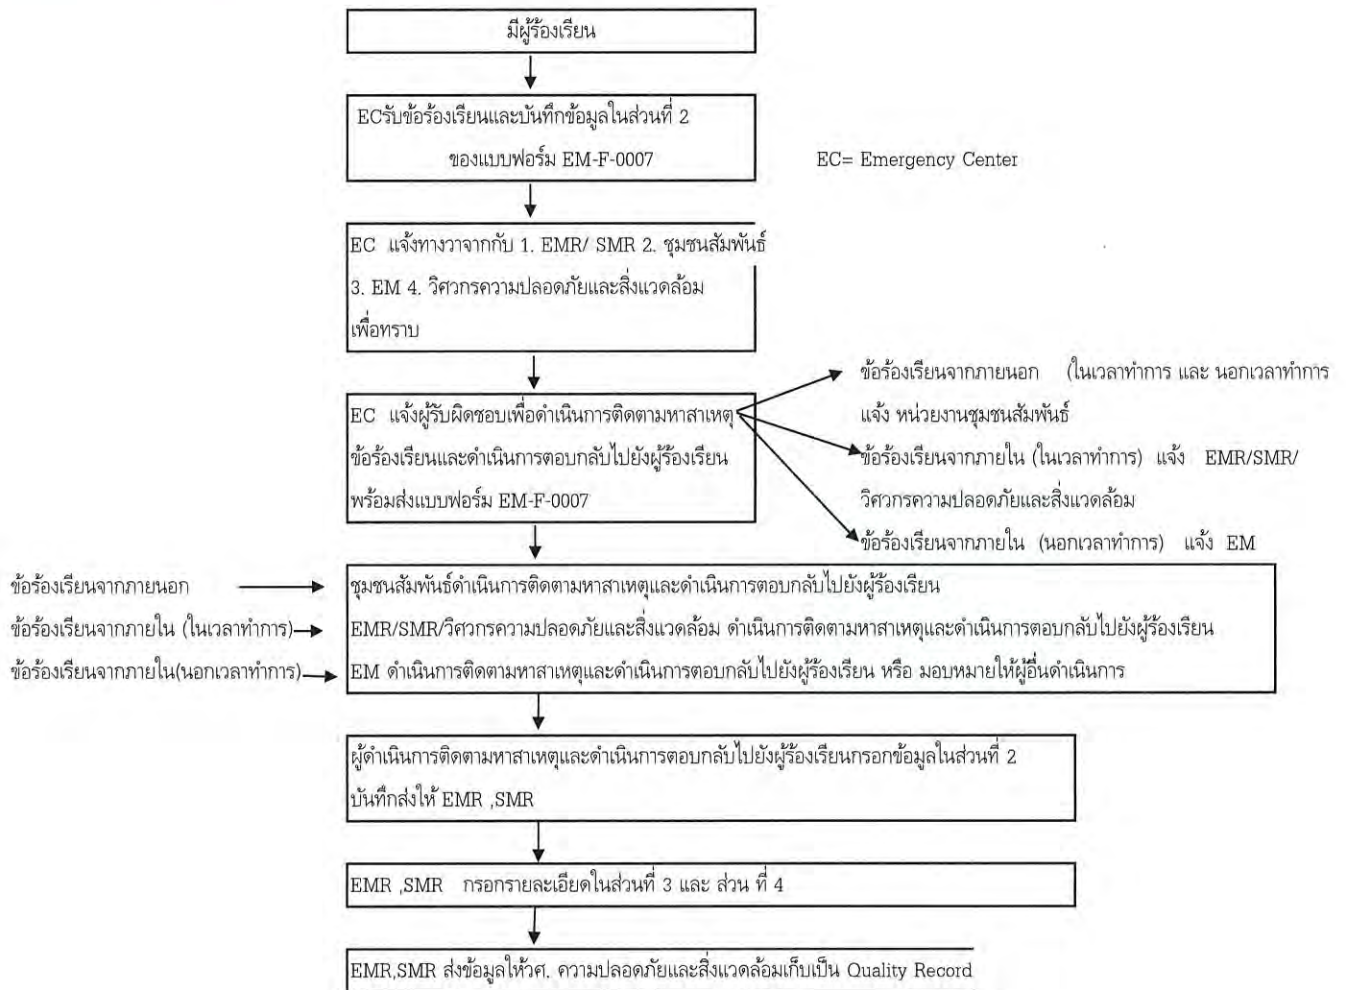 มีผู้ร้องเรียน
ECรับข้อร้องเรียนและบันทึกข้อมูลในส่วนที่ 2
ของแบบฟอร์ม EM-F-0007
EC= Emergency Center
EC แจ้งทางวาจากกับ 1. EMR/ SMR 2. ชุมชนสัมพันธ์
3. EM 4. วิศวกรความปลอดภัยและสิ่งแวดล้อม
เพื่อทราบ
EC แจ้งผู้รับผิดชอบเพื่อดำเนินการติดตามหาสาเหตุ
ข้อร้องเรียนและดำเนินการตอบกลับไปยังผู้ร้องเรียน
พร้อมส่งแบบฟอร์ม EM-F-0007
ข้อร้องเรียนจากภายนอก (ในเวลาทำการ และ นอกเวลาทำการ
แจ้ง หน่วยงานชุมชนสัมพันธ์
ข้อร้องเรียนจากภายใน (ในเวลาทำการ) แจ้ง EMR/SMR/
วิศวกรความปลอดภัยและสิ่งแวดล้อม
ข้อร้องเรียนจากภายใน (นอกเวลาทำการ) แจ้ง EM
ข้อร้องเรียนจากภายนอก
ข้อร้องเรียนจากภายใน (ในเวลาทำการ)
ข้อร้องเรียนจากภายใน(นอกเวลาทำการ)
ชุมชนสัมพันธ์ดำเนินการติดตามหาสาเหตุและดำเนินการตอบกลับไปยังผู้ร้องเรียน
EMR/SMR/วิศวกรความปลอดภัยและสิ่งแวดล้อม ดำเนินการติดตามหาสาเหตุและดำเนินการตอบกลับไปยังผู้ร้องเรียน
EM ดำเนินการติดตามหาสาเหตุและดำเนินการตอบกลับไปยังผู้ร้องเรียน หรือ มอบหมายให้ผู้อื่นดำเนินการ
ผู้ดำเนินการติดตามหาสาเหตุและดำเนินการตอบกลับไปยังผู้ร้องเรียนกรอกข้อมูลในส่วนที่ 2
บันทึกส่งให้ EMR ,SMR
EMR ,SMR กรอกรายละเอียดในส่วนที่ 3 และ ส่วน ที่ 4
EMR,SMR ส่งข้อมูลให้วศ. ความปลอดภัยและสิ่งแวดล้อมเก็บเป็น Quality Record